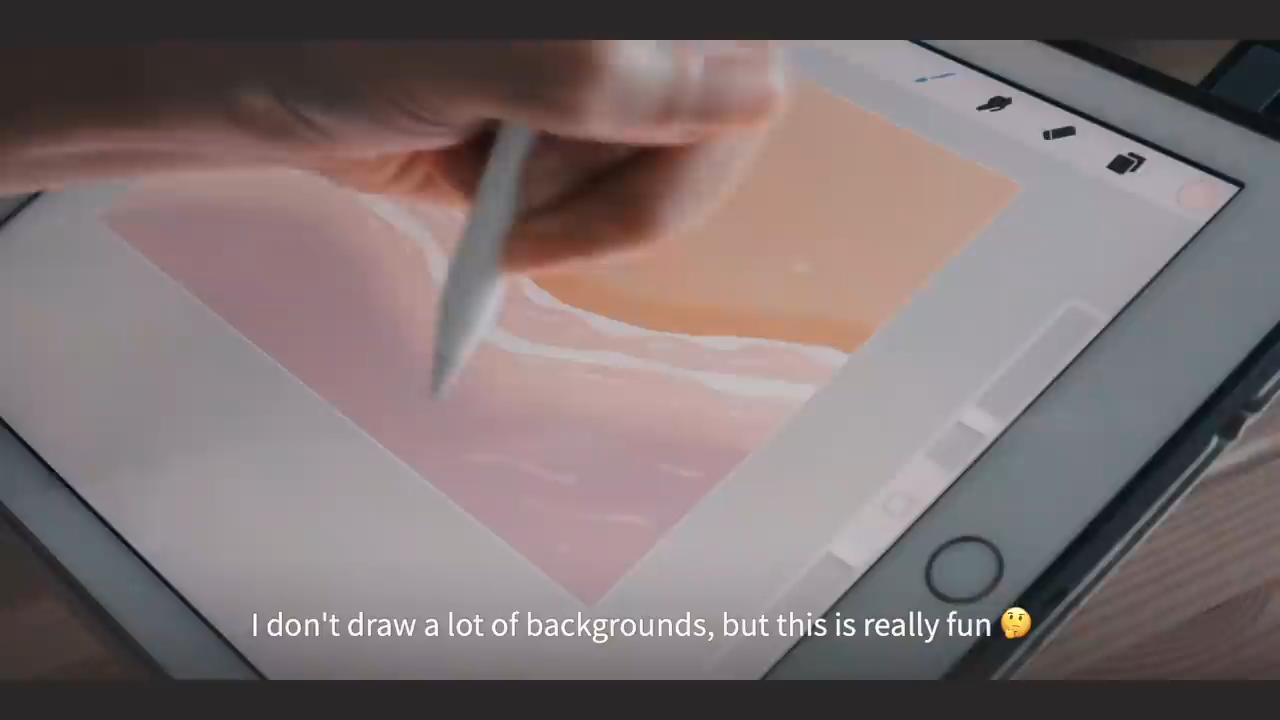 I don't draw a lot of backgrounds, but this is really fun 🤔